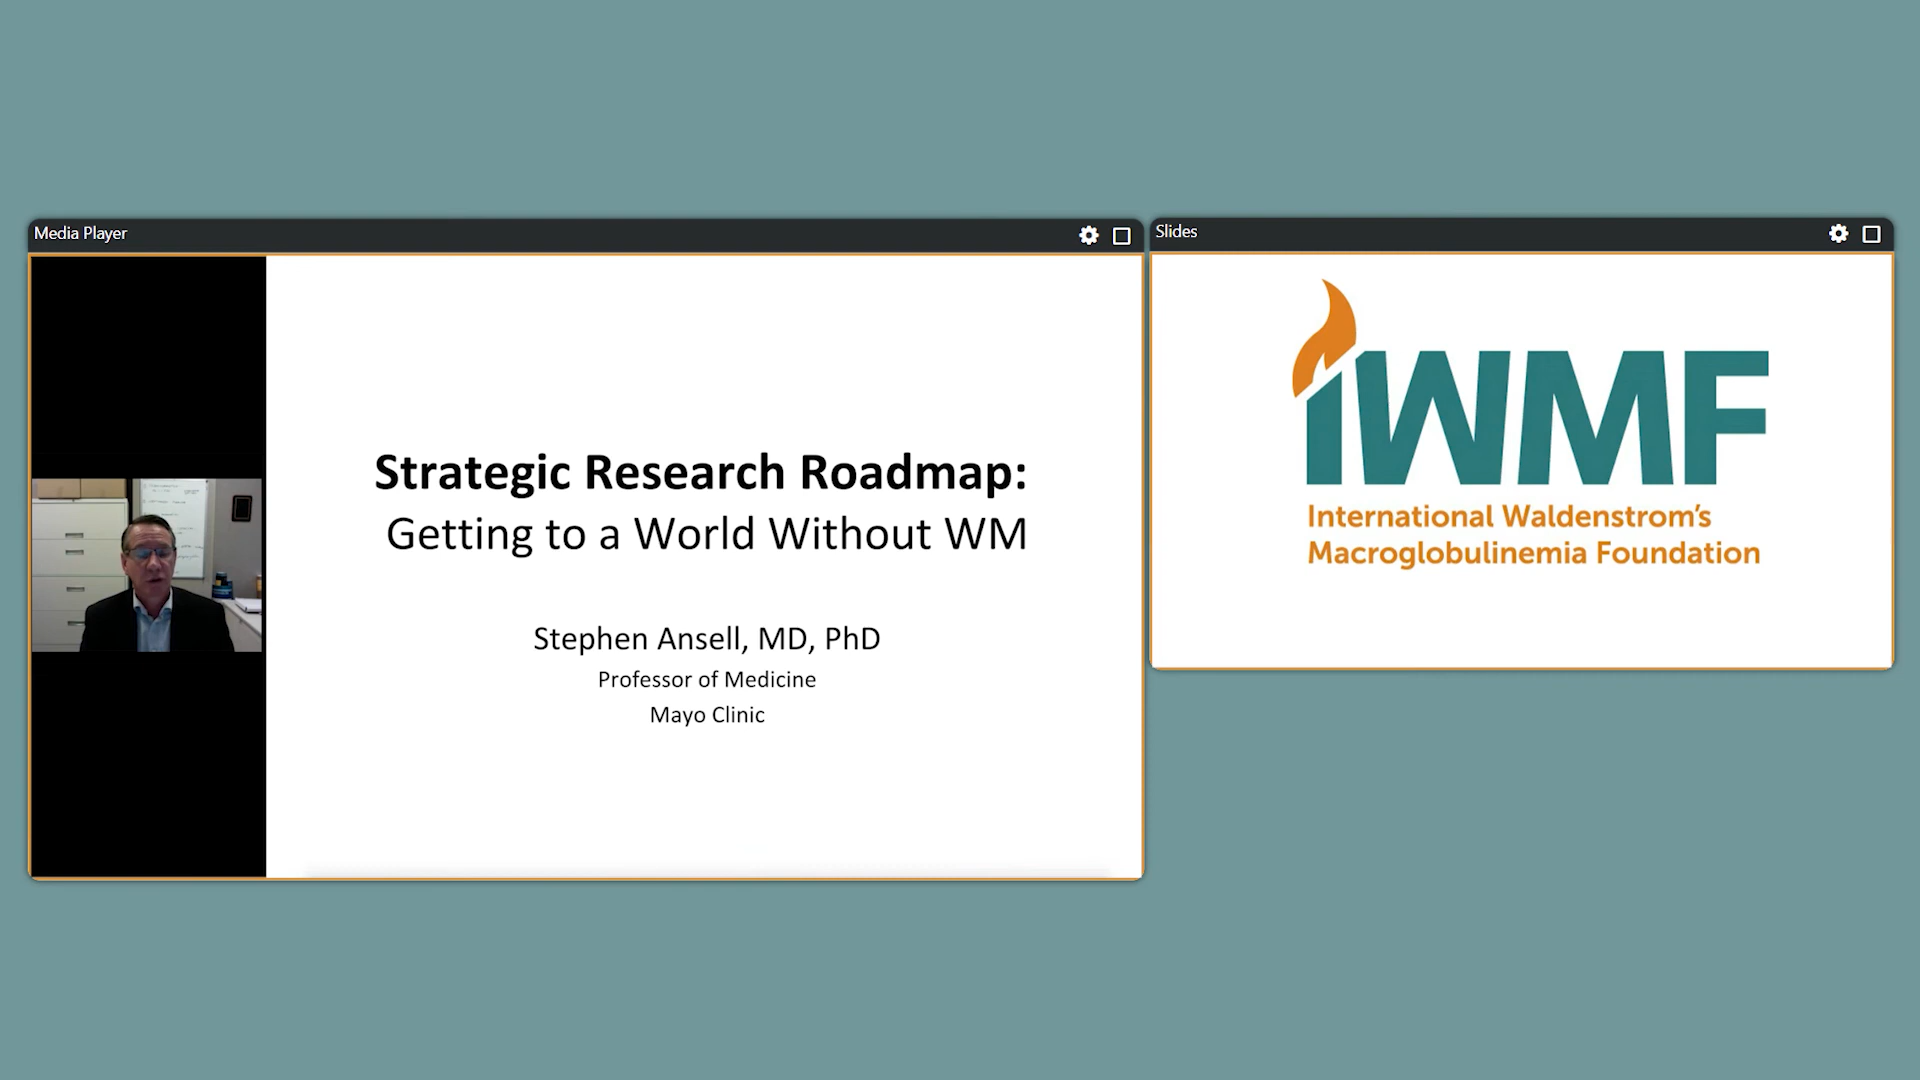 Media Player
Strategic Research Roadmap:
Getting to a World Without WM
Stephen Ansell, MD, PhD
Professor of Medicine
Mayo Clinic
Slides
IWMF
International Waldenstrom's
Macroglobulinemia Foundation